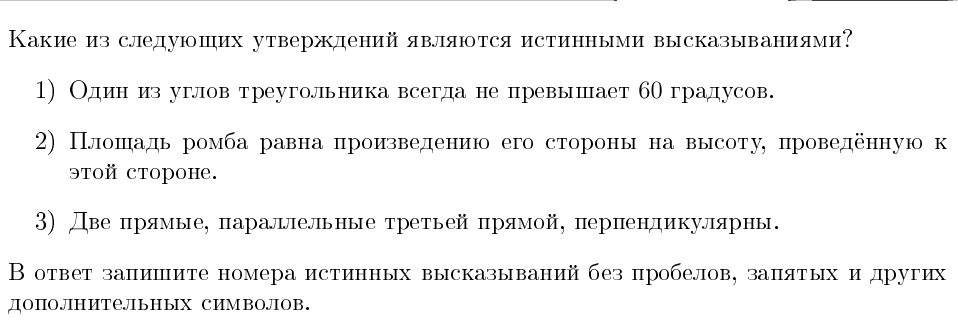 Какие из следующих утверждений являются истинными высказываниями?
1) Один из углов треугольника всегда не превышает 60 градусов.
2) Площадь ромба равна произведению его стороны на высоту, проведённую к
этой стороне.
3) Две прямые, параллельные третьей прямой, перпендикулярны.
В ответ запишите номера истинных высказываний без пробелов, запятых и других
дополнительных символов.